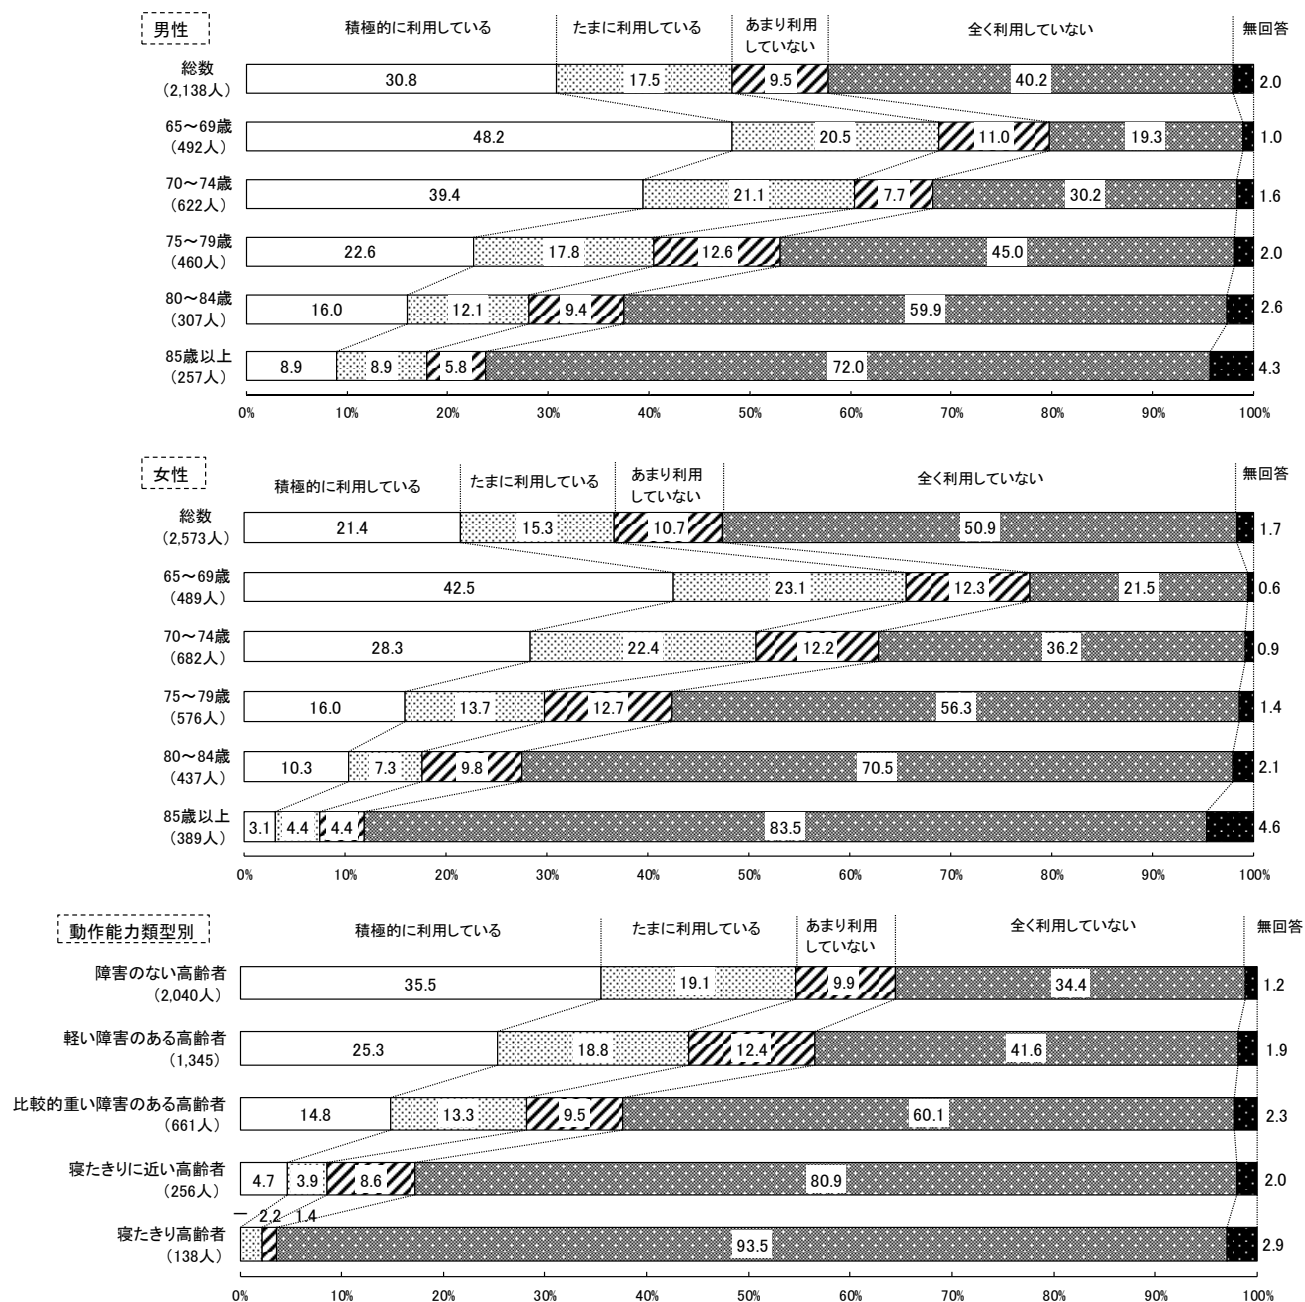 男性
積極的に利用している たまに利用している あまり利用 全く利用していない 無回答
していない
総数
(2,138人)
30.8 17.5 9.5 40.2 2.0
65～69歳
(492人)
48.2 20.5 11.0 19.3 1.0
70～74歳
(622人)
39.4 21.1 7.7 30.2 1.6
75～79歳
(460人)
22.6 17.8 12.6 45.0 2.0
80～84歳
(307人)
16.0 12.1 9.4 59.9 2.6
85歳以上
(257人)
8.9 8.9 5.8 72.0 4.3
0% 10% 20% 30% 40% 50% 60% 70% 80% 90% 100%
女性
積極的に利用している たまに利用している あまり利用 全く利用していない 無回答
していない
総数
(2,573人)
21.4 15.3 10.7 50.9 1.7
65～69歳
(489人)
42.5 23.1 12.3 21.5 0.6
70～74歳
(682人)
28.3 22.4 12.2 36.2 0.9
75～79歳
(576人)
16.0 13.7 12.7 56.3 1.4
80～84歳
(437人)
10.3 7.3 9.8 70.5 2.1
85歳以上
(389人)
3.1 4.4 4.4 83.5 4.6
0% 10% 20% 30% 40% 50% 60% 70% 80% 90% 100%
動作能力類型別
積極的に利用している たまに利用している あまり利用 全く利用していない 無回答
していない
障害のない高齢者
(2,040人)
35.5 19.1 9.9 34.4 1.2
軽い障害のある高齢者
(1,345)
25.3 18.8 12.4 41.6 1.9
比較的重い障害のある高齢者
(661人)
14.8 13.3 9.5 60.1 2.3
寝たきりに近い高齢者
(256人)
4.7 3.9 8.6 80.9 2.0
－ 2.2 1.4
寝たきり高齢者
(138人)
93.5 2.9
0% 10% 20% 30% 40% 50% 60% 70% 80% 90% 100%